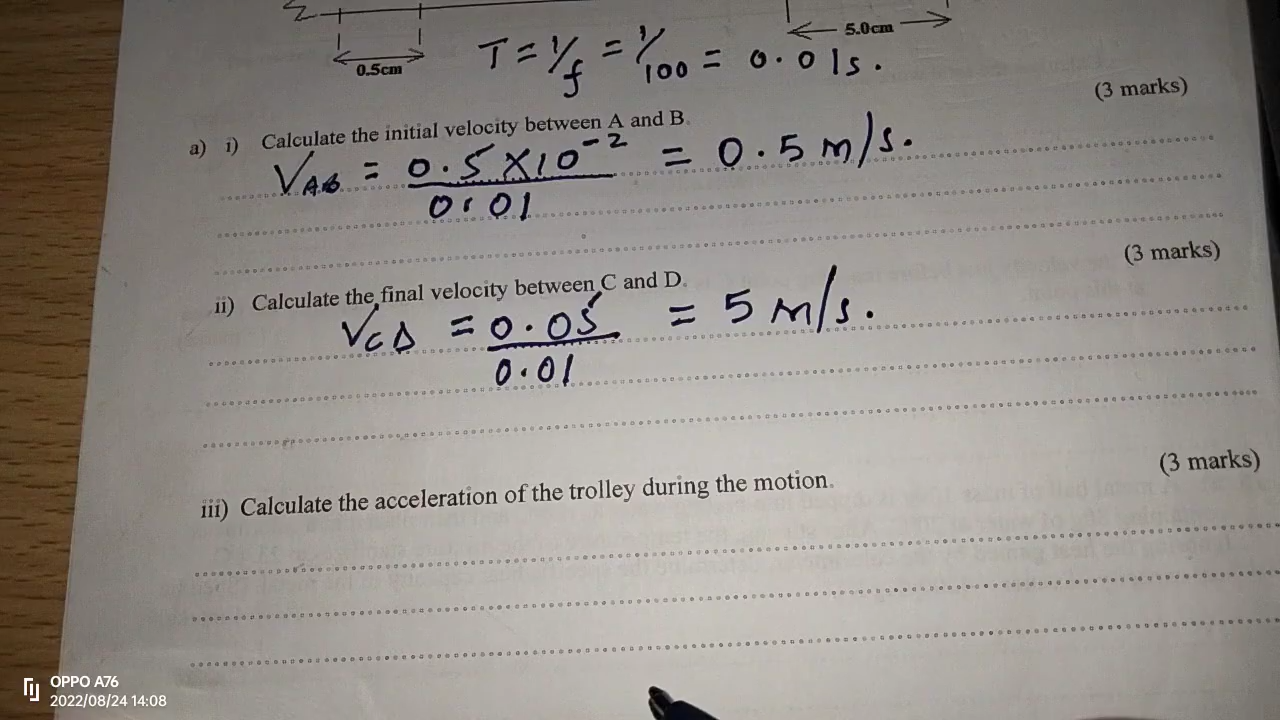 0.5cm
5.0cm
T = 1/f = 1/100 = 0.01s.
(3 marks)
a) i) Calculate the initial velocity between A and B.
VAB = 0.5 X 10⁻² / 0.01 = 0.5 m/s.
(3 marks)
ii) Calculate the final velocity between C and D.
VCD = 0.05 / 0.01 = 5 m/s.
(3 marks)
iii) Calculate the acceleration of the trolley during the motion.
OPPO A76
2022/08/24 14:08